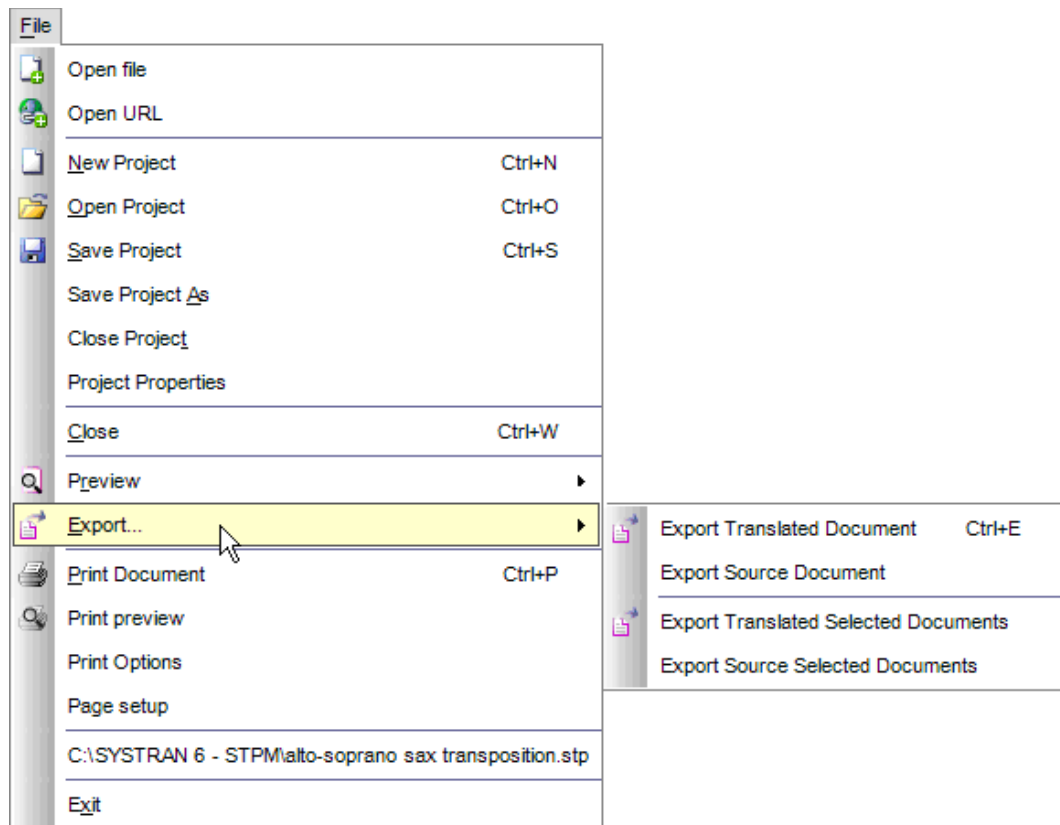 File
Open file
Open URL
New Project Ctrl+N
Open Project Ctrl+O
Save Project Ctrl+S
Save Project As
Close Project
Project Properties
Close Ctrl+W
Preview
Export...
Export Translated Document Ctrl+E
Export Source Document
Export Translated Selected Documents
Export Source Selected Documents
Print Document Ctrl+P
Print preview
Print Options
Page setup
C:\SYSTRAN 6 - STPM\alto-soprano sax transposition.stp
Exit